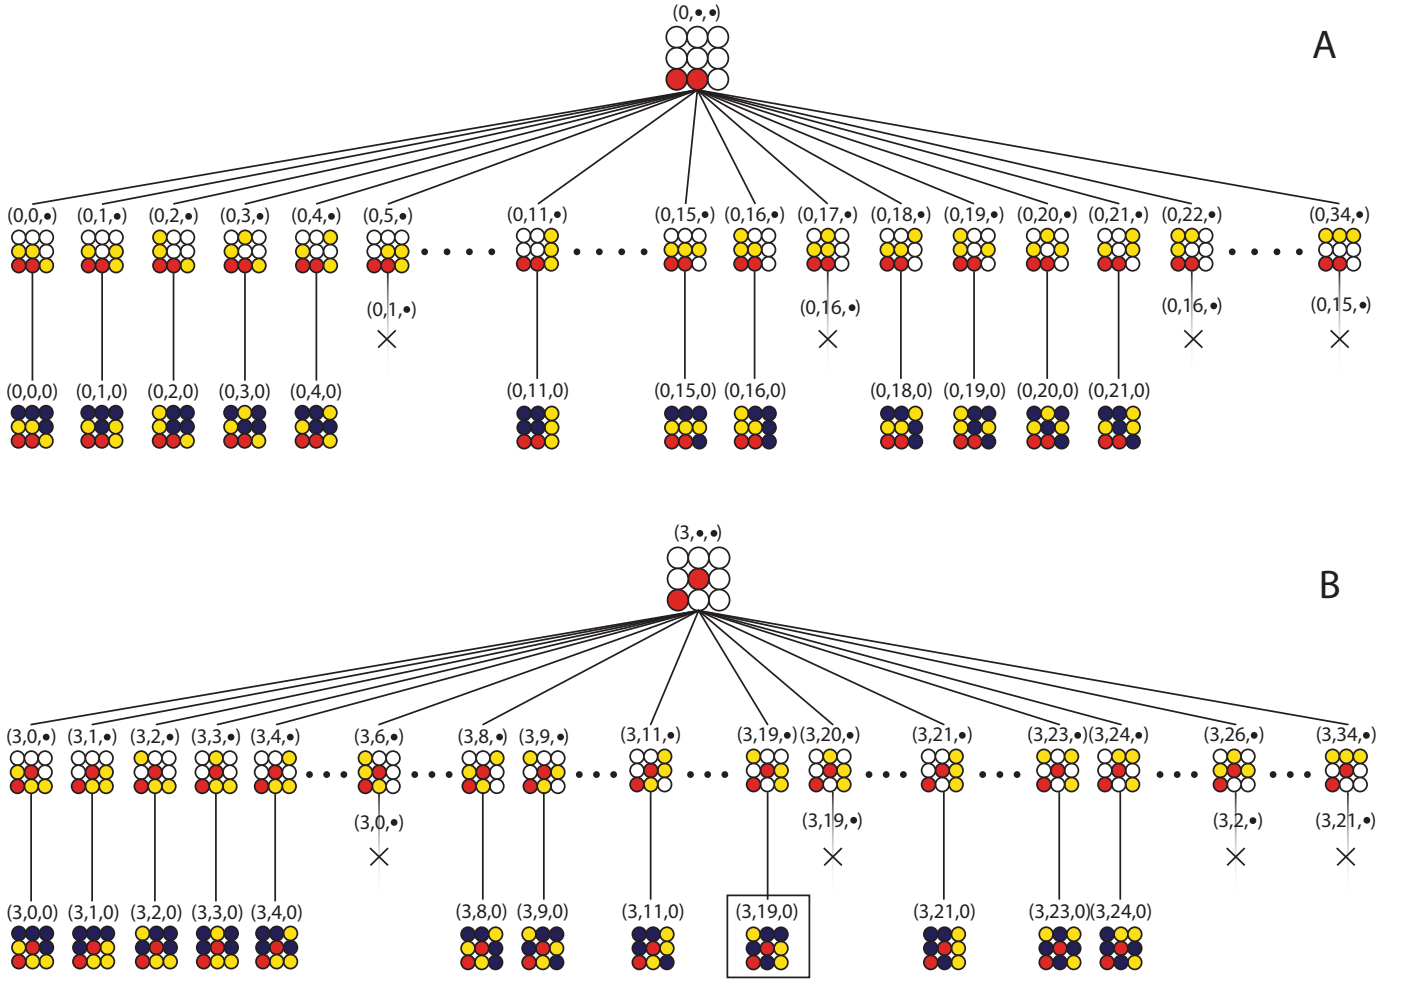 (0,•,•)
A
(0,0,•) (0,1,•) (0,2,•) (0,3,•) (0,4,•) (0,5,•) (0,11,•) (0,15,•) (0,16,•) (0,17,•) (0,18,•) (0,19,•) (0,20,•) (0,21,•) (0,22,•) (0,34,•)
(0,1,•) (0,16,•) (0,16,•) (0,15,•)
(0,0,0) (0,1,0) (0,2,0) (0,3,0) (0,4,0) (0,11,0) (0,15,0) (0,16,0) (0,18,0) (0,19,0) (0,20,0) (0,21,0)
(3,•,•)
B
(3,0,•) (3,1,•) (3,2,•) (3,3,•) (3,4,•) (3,6,•) (3,8,•) (3,9,•) (3,11,•) (3,19,•) (3,20,•) (3,21,•) (3,23,•) (3,24,•) (3,26,•) (3,34,•)
(3,0,•) (3,19,•) (3,2,•) (3,21,•)
(3,0,0) (3,1,0) (3,2,0) (3,3,0) (3,4,0) (3,8,0) (3,9,0) (3,11,0) (3,19,0) (3,21,0) (3,23,0) (3,24,0)